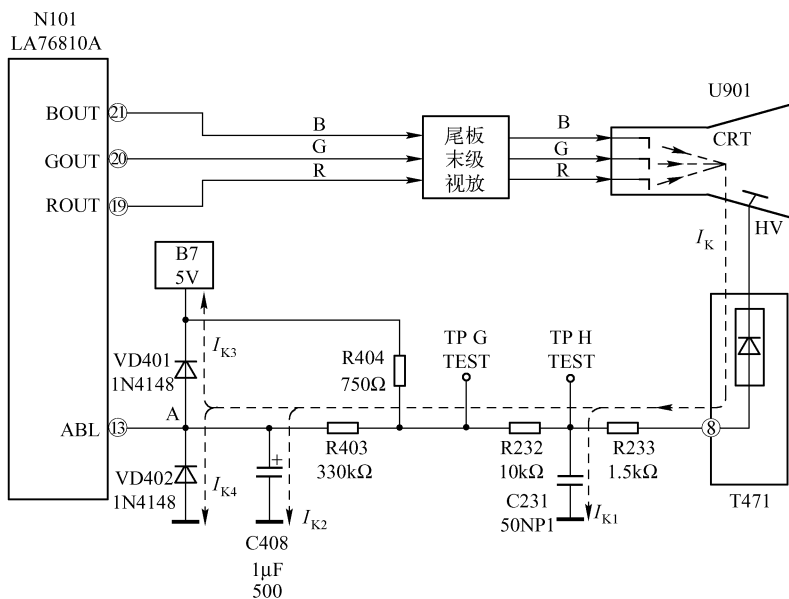 N101
LA76810A
BOUT
21
GOUT
20
ROUT
19
ABL
13
B
G
R
尾板
末级
视放
B
G
R
U901
CRT
HV
I_K
B7
5V
I_K3
VD401
1N4148
A
VD402
1N4148
I_K4
R404
750Ω
TP G
TEST
TP H
TEST
R403
330kΩ
R232
10kΩ
R233
1.5kΩ
8
C408
1μF
500
+
I_K2
C231
50NP1
I_K1
T471